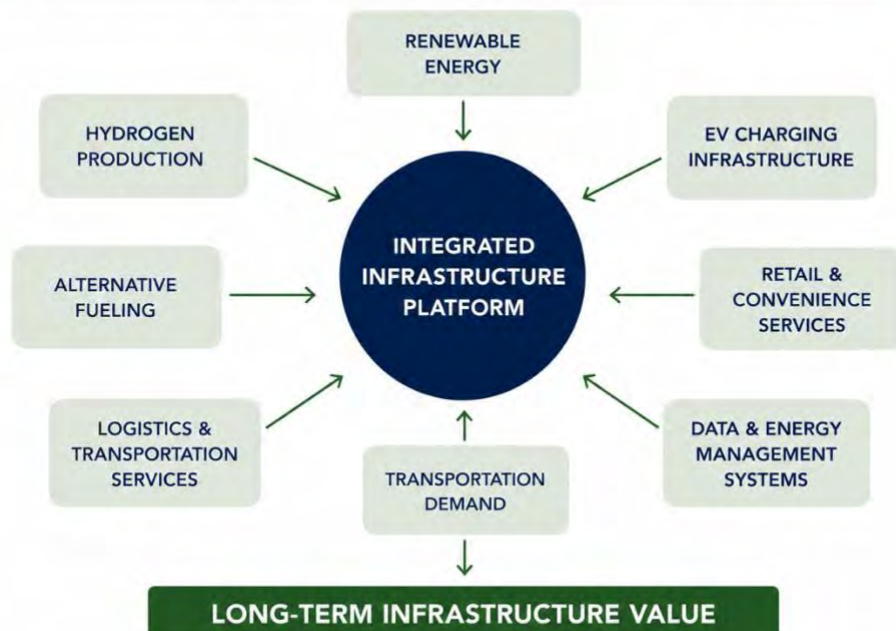 RENEWABLE
ENERGY
HYDROGEN
PRODUCTION
EV CHARGING
INFRASTRUCTURE
INTEGRATED
INFRASTRUCTURE
PLATFORM
ALTERNATIVE
FUELING
RETAIL &
CONVENIENCE
SERVICES
LOGISTICS &
TRANSPORTATION
SERVICES
TRANSPORTATION
DEMAND
DATA & ENERGY
MANAGEMENT
SYSTEMS
LONG-TERM INFRASTRUCTURE VALUE